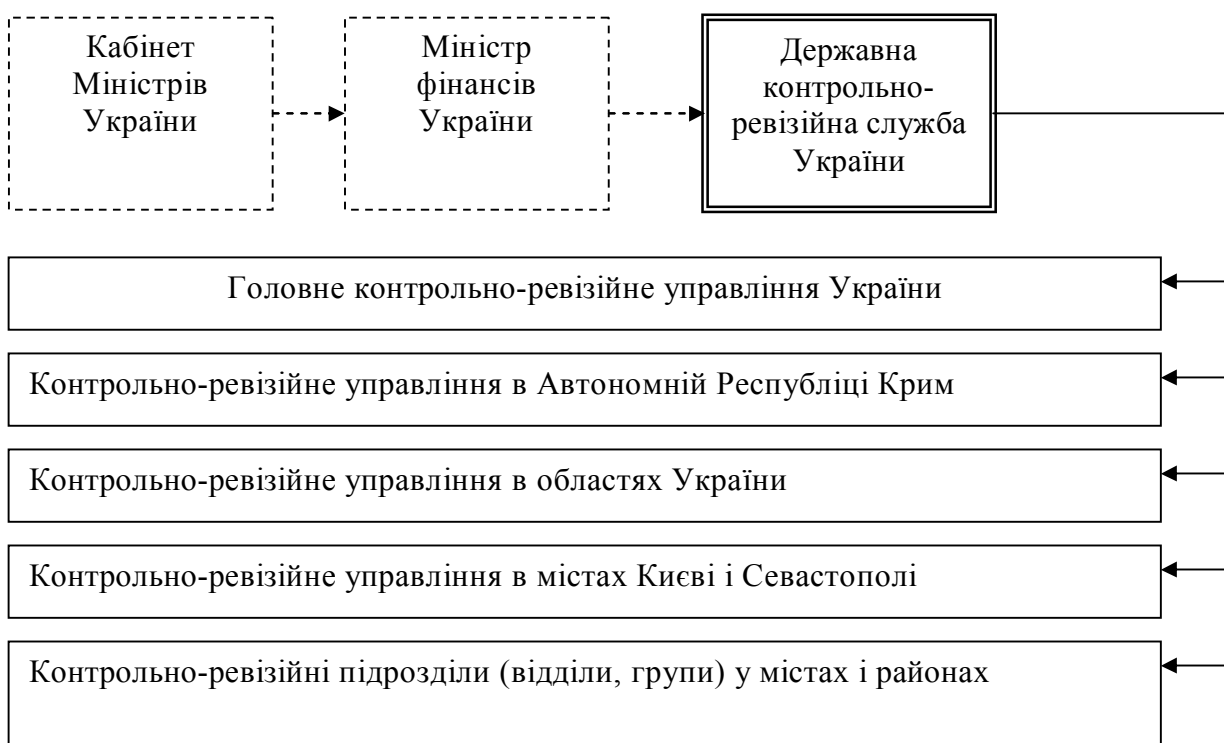 Кабінет
Міністрів
України
Міністр
фінансів
України
Державна
контрольно-
ревізійна служба
України
Головне контрольно-ревізійне управління України
Контрольно-ревізійне управління в Автономній Республіці Крим
Контрольно-ревізійне управління в областях України
Контрольно-ревізійне управління в містах Києві і Севастополі
Контрольно-ревізійні підрозділи (відділи, групи) у містах і районах